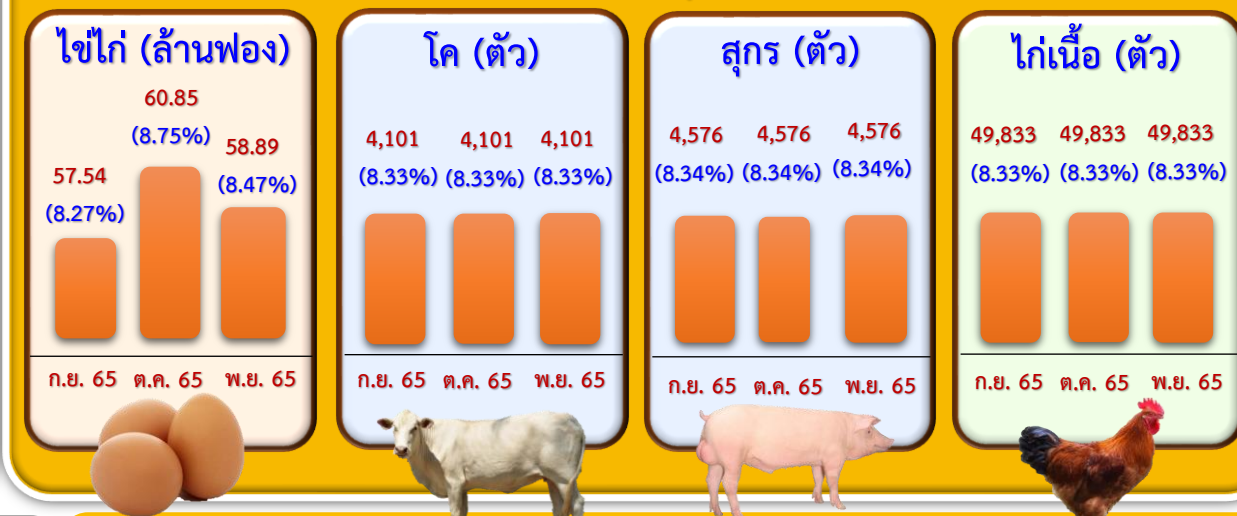 ไข่ไก่ (ล้านฟอง)
57.54
(8.27%)
60.85
(8.75%)
58.89
(8.47%)
ก.ย. 65 ต.ค. 65 พ.ย. 65
โค (ตัว)
4,101 4,101 4,101
(8.33%) (8.33%) (8.33%)
ก.ย. 65 ต.ค. 65 พ.ย. 65
สุกร (ตัว)
4,576 4,576 4,576
(8.34%) (8.34%) (8.34%)
ก.ย. 65 ต.ค. 65 พ.ย. 65
ไก่เนื้อ (ตัว)
49,833 49,833 49,833
(8.33%) (8.33%) (8.33%)
ก.ย. 65 ต.ค. 65 พ.ย. 65